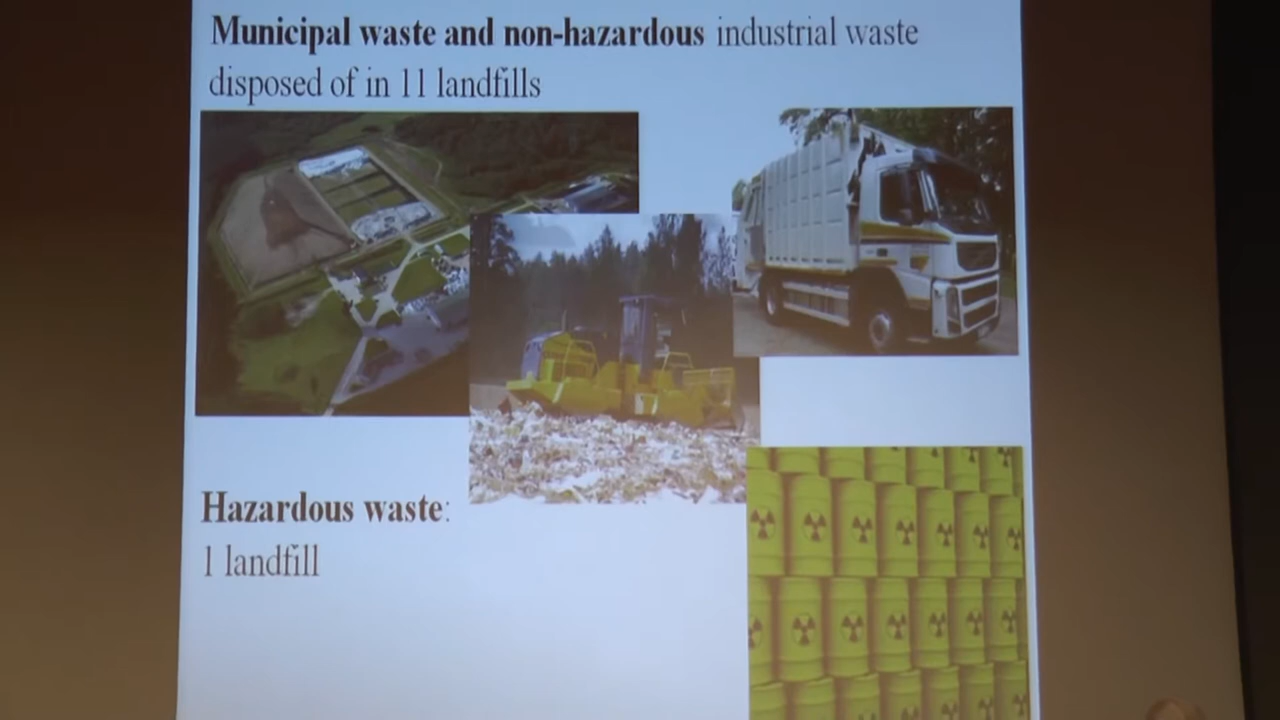 Municipal waste and non-hazardous industrial waste
disposed of in 11 landfills
Hazardous waste:
1 landfill